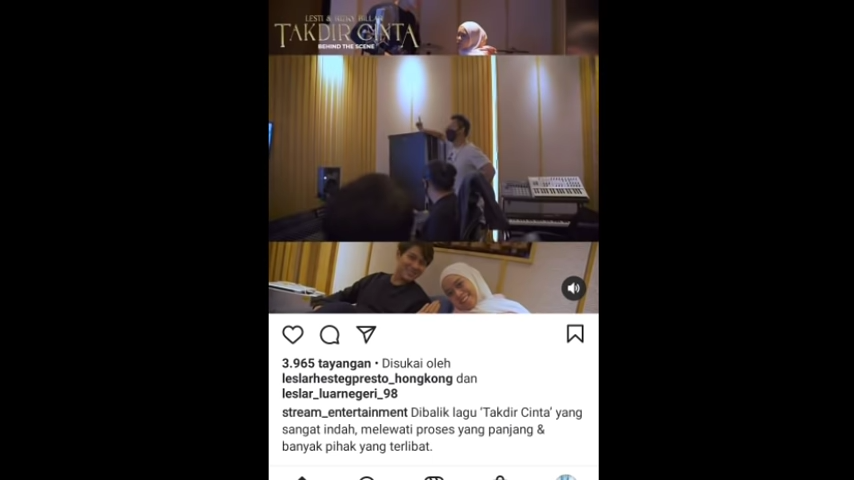 LESTI & RIZKY BILLAR
TAKDIR CINTA
BEHIND THE SCENE
3.965 tayangan • Disukai oleh
leslarhestegpresto_hongkong dan
leslar_luarnegeri_98
stream_entertainment Dibalik lagu ‘Takdir Cinta’ yang
sangat indah, melewati proses yang panjang &
banyak pihak yang terlibat.